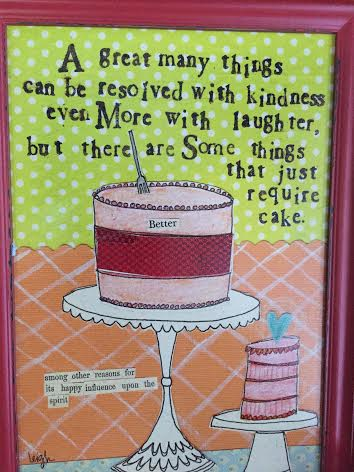 A great many things
can be resolved with kindness
even More with laughter,
but there are Some things
that just
require
cake.
Better
among other reasons for
its happy influence upon the
spirit
leigh